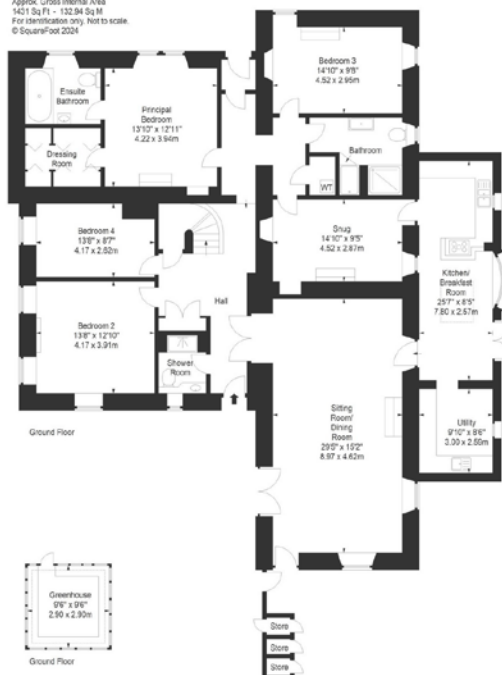 Approx. Gross Internal Area
1431 Sq Ft - 132.94 Sq M
For identification only. Not to scale.
© SquareFoot 2024
Ensuite
Bathroom
Principal
Bedroom
13'10" x 12'11"
4.22 x 3.94m
Dressing
Room
Bedroom 3
14'10" x 9'8"
4.52 x 2.95m
Bathroom
WT
Bedroom 4
13'8" x 8'7"
4.17 x 2.62m
Snug
14'10" x 9'5"
4.52 x 2.87m
Kitchen/
Breakfast
Room
25'7" x 8'5"
7.80 x 2.57m
Hall
Bedroom 2
13'8" x 12'10"
4.17 x 3.91m
Shower
Room
Sitting
Room/
Dining
Room
29'5" x 15'2"
8.97 x 4.62m
Utility
9'10" x 8'6"
3.00 x 2.59m
Ground Floor
Greenhouse
9'6" x 9'6"
2.90 x 2.90m
Store
Store
Store
Ground Floor